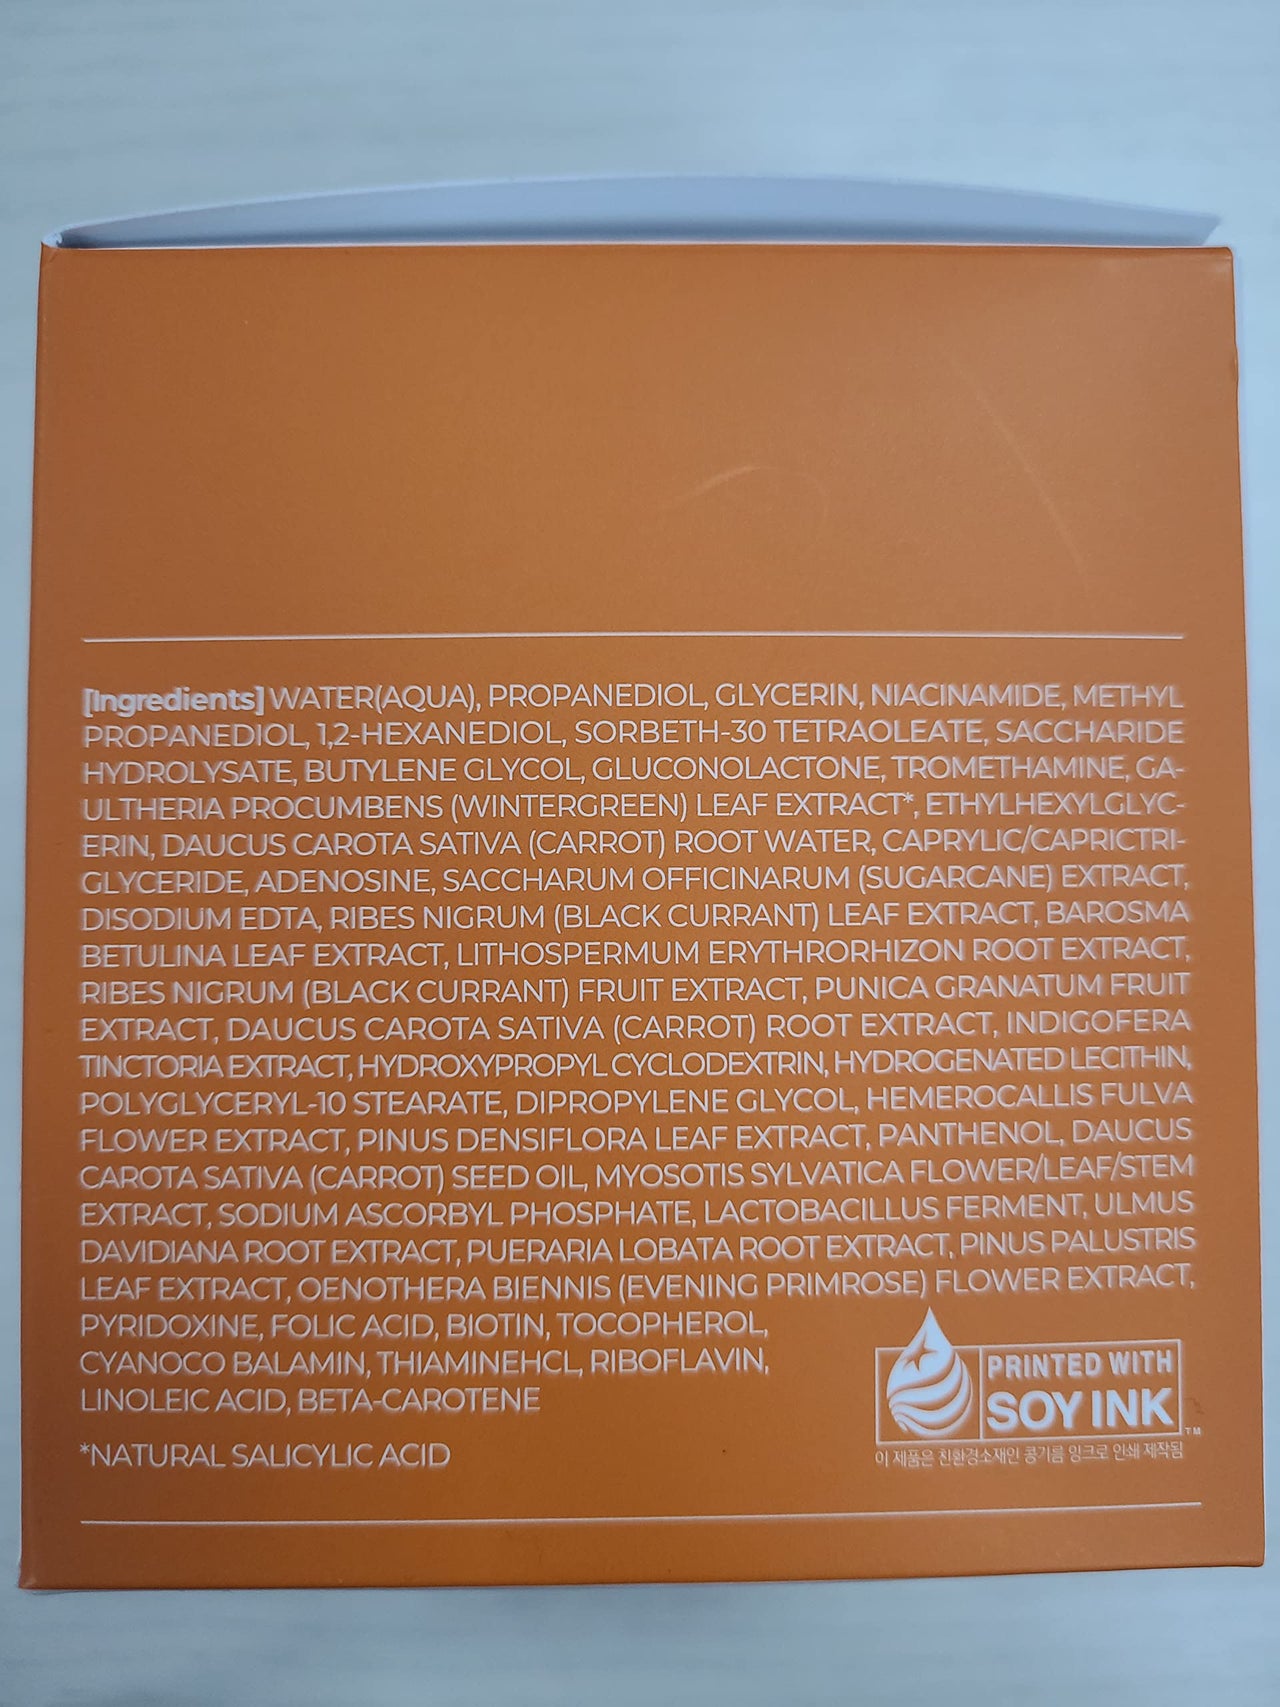 [Ingredients] WATER(AQUA), PROPANEDIOL, GLYCERIN, NIACINAMIDE, METHYL
PROPANEDIOL, 1,2-HEXANEDIOL, SORBETH-30 TETRAOLEATE, SACCHARIDE
HYDROLYSATE, BUTYLENE GLYCOL, GLUCONOLACTONE, TROMETHAMINE, GA-
ULTHERIA PROCUMBENS (WINTERGREEN) LEAF EXTRACT*, ETHYLHEXYLGLYC-
ERIN, DAUCUS CAROTA SATIVA (CARROT) ROOT WATER, CAPRYLIC/CAPRICTRI-
GLYCERIDE, ADENOSINE, SACCHARUM OFFICINARUM (SUGARCANE) EXTRACT,
DISODIUM EDTA, RIBES NIGRUM (BLACK CURRANT) LEAF EXTRACT, BAROSMA
BETULINA LEAF EXTRACT, LITHOSPERMUM ERYTHRORHIZON ROOT EXTRACT,
RIBES NIGRUM (BLACK CURRANT) FRUIT EXTRACT, PUNICA GRANATUM FRUIT
EXTRACT, DAUCUS CAROTA SATIVA (CARROT) ROOT EXTRACT, INDIGOFERA
TINCTORIA EXTRACT, HYDROXYPROPYL CYCLODEXTRIN, HYDROGENATED LECITHIN,
POLYGLYCERYL-10 STEARATE, DIPROPYLENE GLYCOL, HEMEROCALLIS FULVA
FLOWER EXTRACT, PINUS DENSIFLORA LEAF EXTRACT, PANTHENOL, DAUCUS
CAROTA SATIVA (CARROT) SEED OIL, MYOSOTIS SYLVATICA FLOWER/LEAF/STEM
EXTRACT, SODIUM ASCORBYL PHOSPHATE, LACTOBACILLUS FERMENT, ULMUS
DAVIDIANA ROOT EXTRACT, PUERARIA LOBATA ROOT EXTRACT, PINUS PALUSTRIS
LEAF EXTRACT, OENOTHERA BIENNIS (EVENING PRIMROSE) FLOWER EXTRACT,
PYRIDOXINE, FOLIC ACID, BIOTIN, TOCOPHEROL,
CYANOCO BALAMIN, THIAMINEHCL, RIBOFLAVIN,
LINOLEIC ACID, BETA-CAROTENE
*NATURAL SALICYLIC ACID
PRINTED WITH
SOY INK™
이 제품은 친환경소재인 콩기름 잉크로 인쇄 제작됨